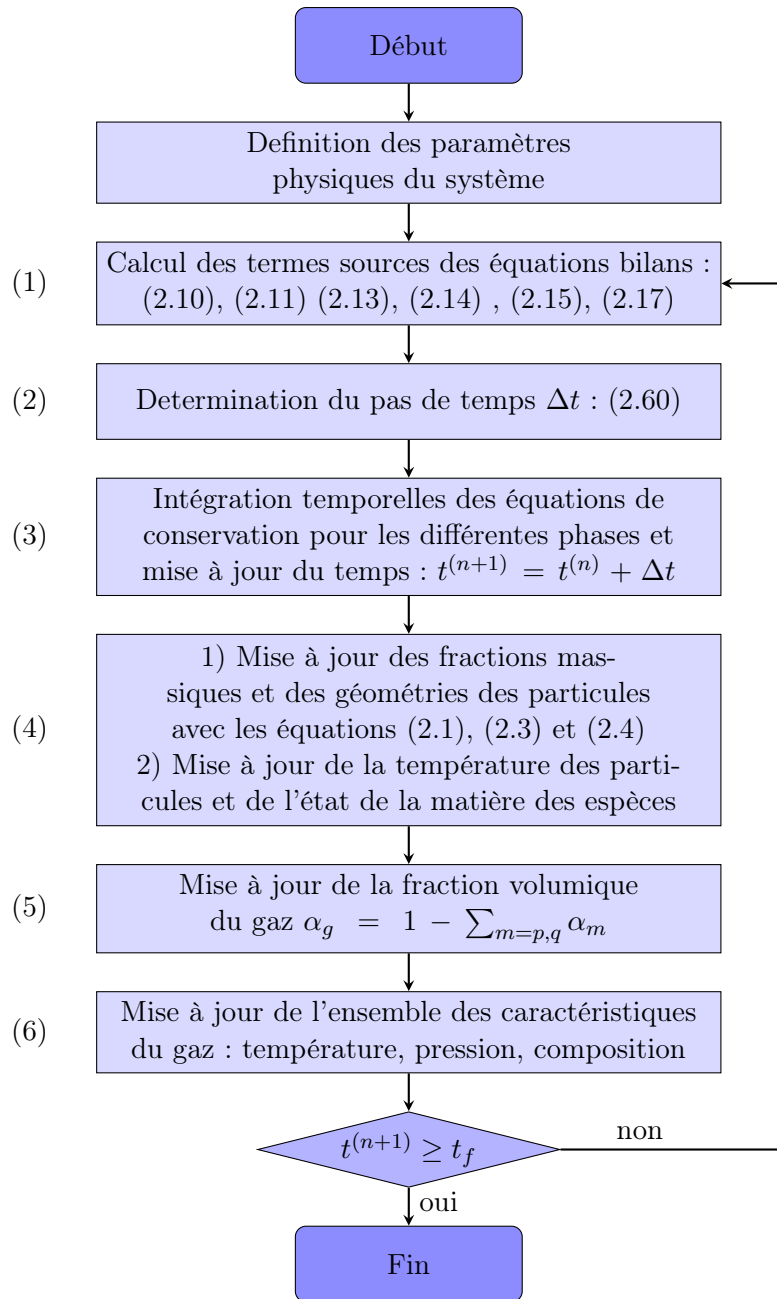 Début
Definition des paramètres
physiques du système
(1)
Calcul des termes sources des équations bilans :
(2.10), (2.11) (2.13), (2.14) , (2.15), (2.17)
(2)
Determination du pas de temps Δt : (2.60)
(3)
Intégration temporelles des équations de
conservation pour les différentes phases et
mise à jour du temps : t^{(n+1)} = t^{(n)} + Δt
(4)
1) Mise à jour des fractions mas-
siques et des géométries des particules
avec les équations (2.1), (2.3) et (2.4)
2) Mise à jour de la température des parti-
cules et de l'état de la matière des espèces
(5)
Mise à jour de la fraction volumique
du gaz α_g = 1 − ∑_{m=p,q} α_m
(6)
Mise à jour de l'ensemble des caractéristiques
du gaz : température, pression, composition
t^{(n+1)} ≥ t_f
non
oui
Fin